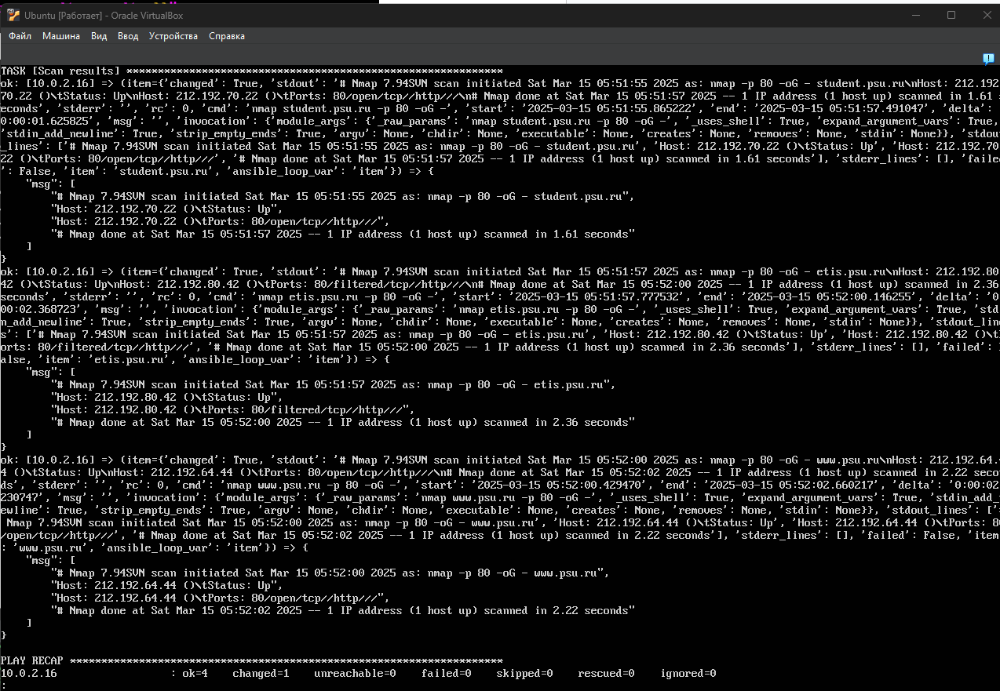 Ubuntu [Работает] - Oracle VirtualBox
Файл Машина Вид Ввод Устройства Справка
TASK [Scan results] ************************************************************
ok: [10.0.2.16] => (item={'changed': True, 'stdout': '# Nmap 7.94SVN scan initiated Sat Mar 15 05:51:55 2025 as: nmap -p 80 -oG - student.psu.ru\nHost: 212.192
70.22 ()\tStatus: Up\nHost: 212.192.70.22 ()\tPorts: 80/open/tcp//http///\n# Nmap done at Sat Mar 15 05:51:57 2025 -- 1 IP address (1 host up) scanned in 1.61
econds', 'stderr': '', 'rc': 0, 'cmd': 'nmap student.psu.ru -p 80 -oG -', 'start': '2025-03-15 05:51:55.865222', 'end': '2025-03-15 05:51:57.491047', 'delta':
0:00:01.625825', 'msg': '', 'invocation': {'module_args': {'_raw_params': 'nmap student.psu.ru -p 80 -oG -', '_uses_shell': True, 'expand_argument_vars': True,
'stdin_add_newline': True, 'strip_empty_ends': True, 'argv': None, 'chdir': None, 'executable': None, 'creates': None, 'removes': None, 'stdin': None}}, 'stdou
_lines': ['# Nmap 7.94SVN scan initiated Sat Mar 15 05:51:55 2025 as: nmap -p 80 -oG - student.psu.ru', 'Host: 212.192.70.22 ()\tStatus: Up', 'Host: 212.192.70
22 ()\tPorts: 80/open/tcp//http///', '# Nmap done at Sat Mar 15 05:51:57 2025 -- 1 IP address (1 host up) scanned in 1.61 seconds'], 'stderr_lines': [], 'faile
': False, 'item': 'student.psu.ru', 'ansible_loop_var': 'item'}) => {
"msg": [
"# Nmap 7.94SVN scan initiated Sat Mar 15 05:51:55 2025 as: nmap -p 80 -oG - student.psu.ru",
"Host: 212.192.70.22 ()\tStatus: Up",
"Host: 212.192.70.22 ()\tPorts: 80/open/tcp//http///",
"# Nmap done at Sat Mar 15 05:51:57 2025 -- 1 IP address (1 host up) scanned in 1.61 seconds"
]
}
ok: [10.0.2.16] => (item={'changed': True, 'stdout': '# Nmap 7.94SVN scan initiated Sat Mar 15 05:51:57 2025 as: nmap -p 80 -oG - etis.psu.ru\nHost: 212.192.80
42 ()\tStatus: Up\nHost: 212.192.80.42 ()\tPorts: 80/filtered/tcp//http///\n# Nmap done at Sat Mar 15 05:52:00 2025 -- 1 IP address (1 host up) scanned in 2.36
seconds', 'stderr': '', 'rc': 0, 'cmd': 'nmap etis.psu.ru -p 80 -oG -', 'start': '2025-03-15 05:51:57.777532', 'end': '2025-03-15 05:52:00.146255', 'delta': '0
00:02.368723', 'msg': '', 'invocation': {'module_args': {'_raw_params': 'nmap etis.psu.ru -p 80 -oG -', '_uses_shell': True, 'expand_argument_vars': True, 'std
n_add_newline': True, 'strip_empty_ends': True, 'argv': None, 'chdir': None, 'executable': None, 'creates': None, 'removes': None, 'stdin': None}}, 'stdout_lin
s': ['# Nmap 7.94SVN scan initiated Sat Mar 15 05:51:57 2025 as: nmap -p 80 -oG - etis.psu.ru', 'Host: 212.192.80.42 ()\tStatus: Up', 'Host: 212.192.80.42 ()\t
orts: 80/filtered/tcp//http///', '# Nmap done at Sat Mar 15 05:52:00 2025 -- 1 IP address (1 host up) scanned in 2.36 seconds'], 'stderr_lines': [], 'failed':
alse, 'item': 'etis.psu.ru', 'ansible_loop_var': 'item'}) => {
"msg": [
"# Nmap 7.94SVN scan initiated Sat Mar 15 05:51:57 2025 as: nmap -p 80 -oG - etis.psu.ru",
"Host: 212.192.80.42 ()\tStatus: Up",
"Host: 212.192.80.42 ()\tPorts: 80/filtered/tcp//http///",
"# Nmap done at Sat Mar 15 05:52:00 2025 -- 1 IP address (1 host up) scanned in 2.36 seconds"
]
}
ok: [10.0.2.16] => (item={'changed': True, 'stdout': '# Nmap 7.94SVN scan initiated Sat Mar 15 05:52:00 2025 as: nmap -p 80 -oG - www.psu.ru\nHost: 212.192.64.
4 ()\tStatus: Up\nHost: 212.192.64.44 ()\tPorts: 80/open/tcp//http///\n# Nmap done at Sat Mar 15 05:52:02 2025 -- 1 IP address (1 host up) scanned in 2.22 seco
ds', 'stderr': '', 'rc': 0, 'cmd': 'nmap www.psu.ru -p 80 -oG -', 'start': '2025-03-15 05:52:00.429470', 'end': '2025-03-15 05:52:02.660217', 'delta': '0:00:02
230747', 'msg': '', 'invocation': {'module_args': {'_raw_params': 'nmap www.psu.ru -p 80 -oG -', '_uses_shell': True, 'expand_argument_vars': True, 'stdin_add_
ewline': True, 'strip_empty_ends': True, 'argv': None, 'chdir': None, 'executable': None, 'creates': None, 'removes': None, 'stdin': None}}, 'stdout_lines': ['
Nmap 7.94SVN scan initiated Sat Mar 15 05:52:00 2025 as: nmap -p 80 -oG - www.psu.ru', 'Host: 212.192.64.44 ()\tStatus: Up', 'Host: 212.192.64.44 ()\tPorts: 8
/open/tcp//http///', '# Nmap done at Sat Mar 15 05:52:02 2025 -- 1 IP address (1 host up) scanned in 2.22 seconds'], 'stderr_lines': [], 'failed': False, 'item
: 'www.psu.ru', 'ansible_loop_var': 'item'}) => {
"msg": [
"# Nmap 7.94SVN scan initiated Sat Mar 15 05:52:00 2025 as: nmap -p 80 -oG - www.psu.ru",
"Host: 212.192.64.44 ()\tStatus: Up",
"Host: 212.192.64.44 ()\tPorts: 80/open/tcp//http///",
"# Nmap done at Sat Mar 15 05:52:02 2025 -- 1 IP address (1 host up) scanned in 2.22 seconds"
]
}
PLAY RECAP *********************************************************************
10.0.2.16 : ok=4 changed=1 unreachable=0 failed=0 skipped=0 rescued=0 ignored=0
: